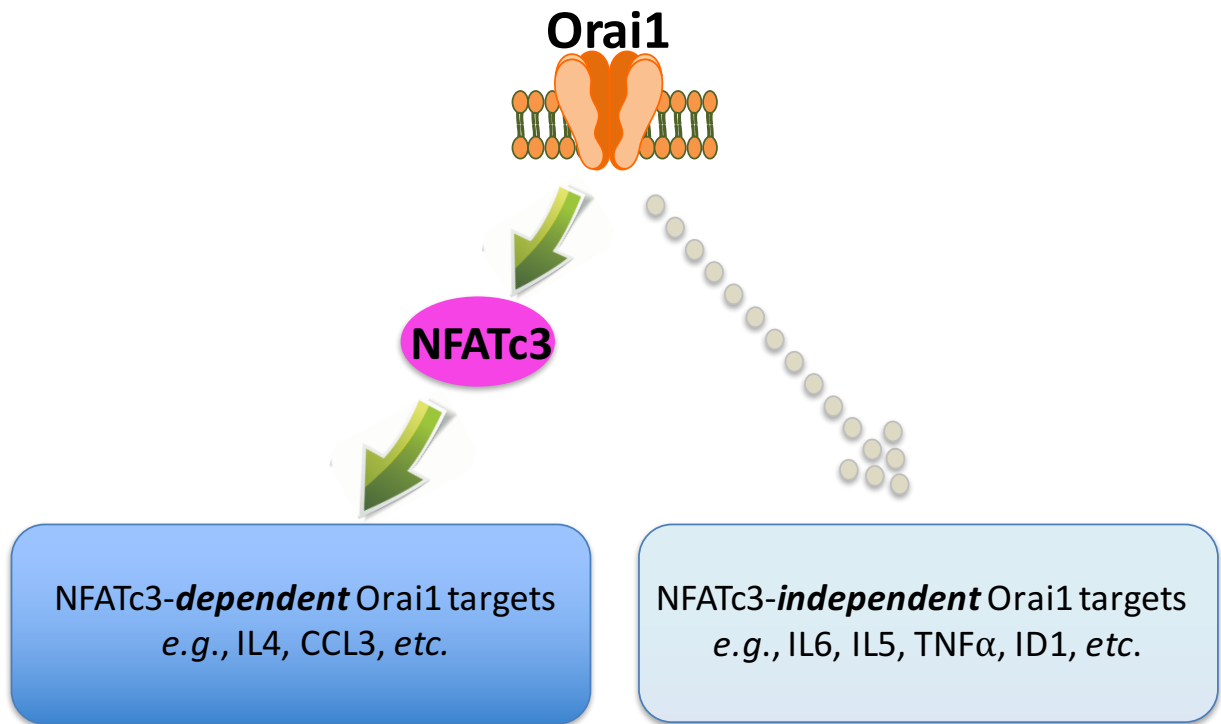 Orai1
NFATc3
NFATc3-dependent Orai1 targets
e.g., IL4, CCL3, etc.
NFATc3-independent Orai1 targets
e.g., IL6, IL5, TNFα, ID1, etc.